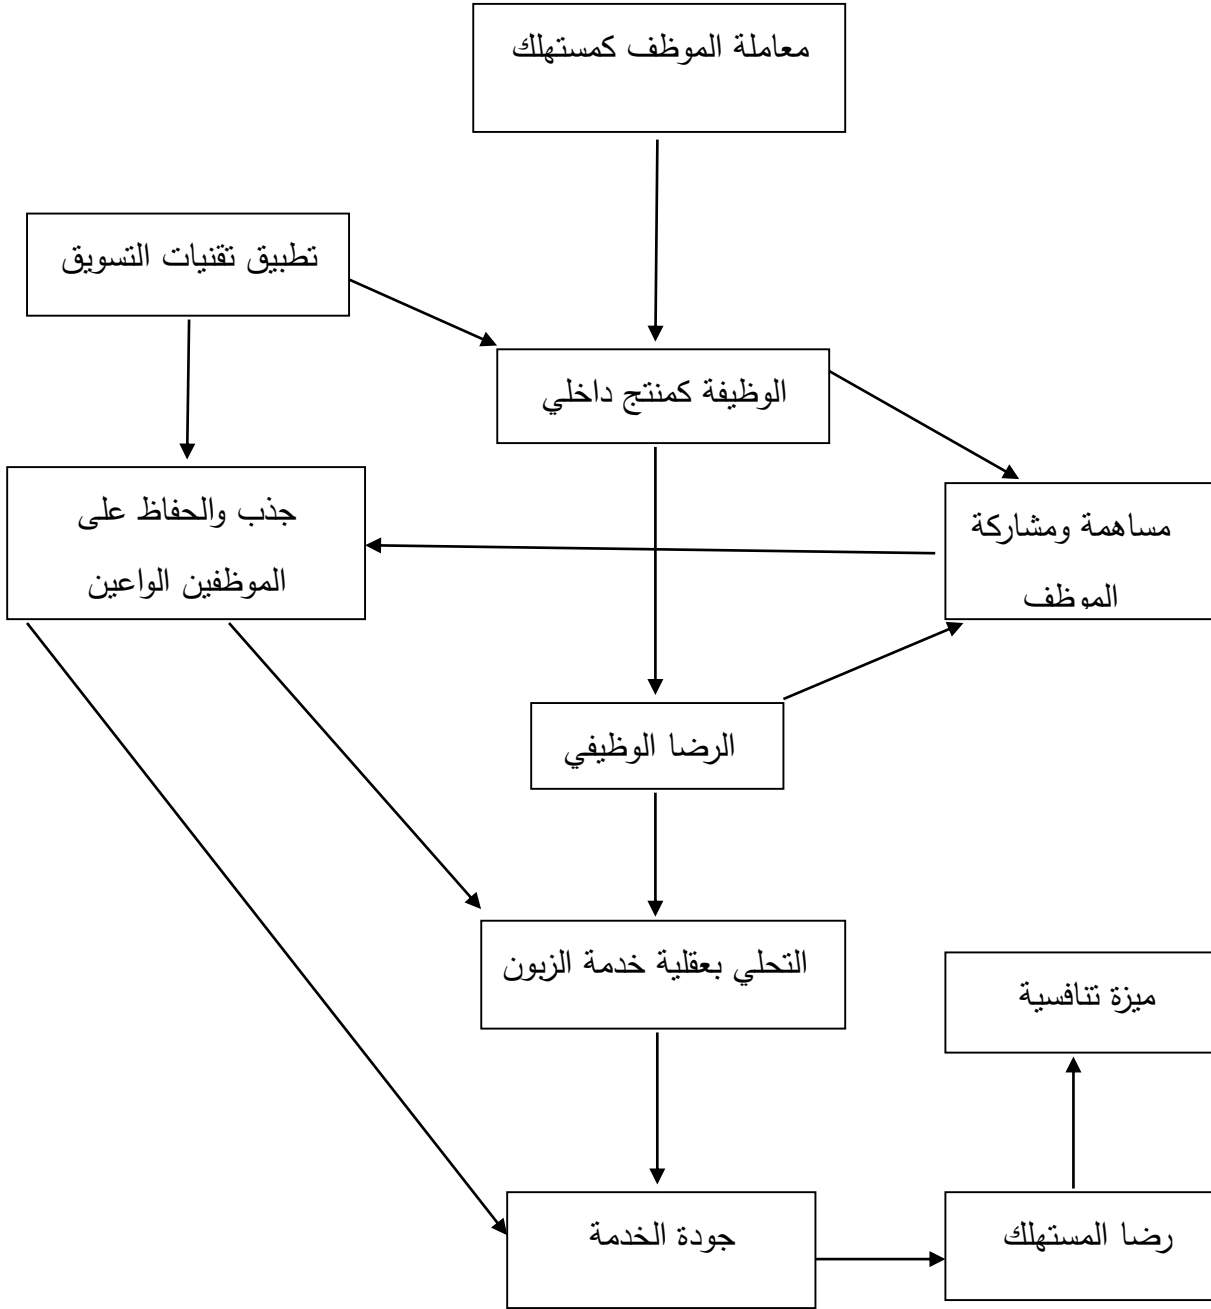 معاملة الموظف كمستهلك
تطبيق تقنيات التسويق
الوظيفة كمنتج داخلي
جذب والحفاظ على
الموظفين الواعين
مساهمة ومشاركة
الموظف
الرضا الوظيفي
التحلي بعقلية خدمة الزبون
ميزة تنافسية
جودة الخدمة
رضا المستهلك